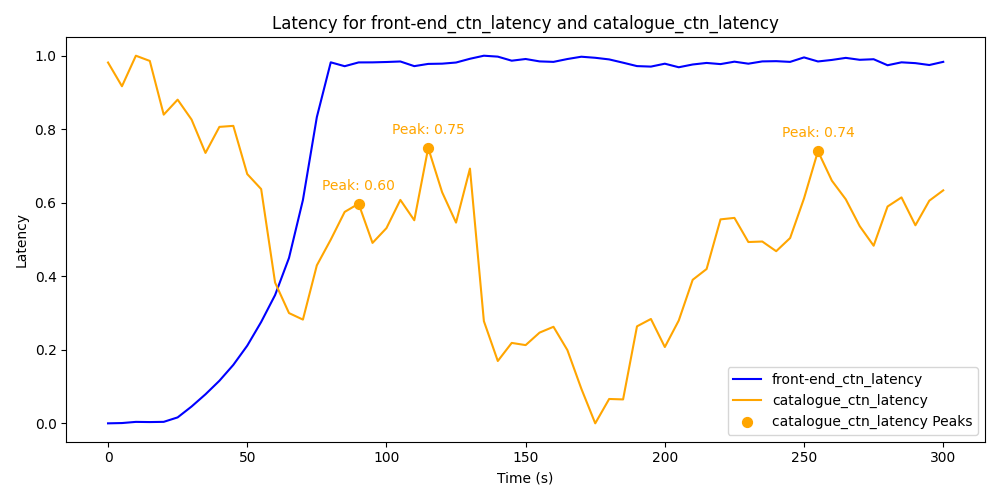 Latency for front-end_ctn_latency and catalogue_ctn_latency
Latency
1.0
0.8
0.6
0.4
0.2
0.0
Peak: 0.60
Peak: 0.75
Peak: 0.74
front-end_ctn_latency
catalogue_ctn_latency
catalogue_ctn_latency Peaks
0 50 100 150 200 250 300
Time (s)